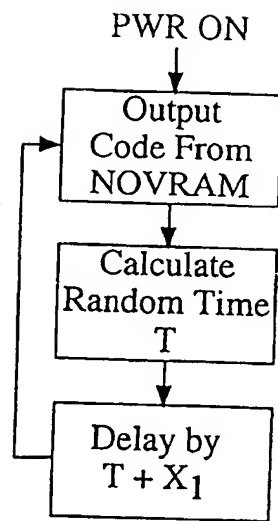 PWR ON
Output
Code From
NOVRAM
Calculate
Random Time
T
Delay by
T + X₁